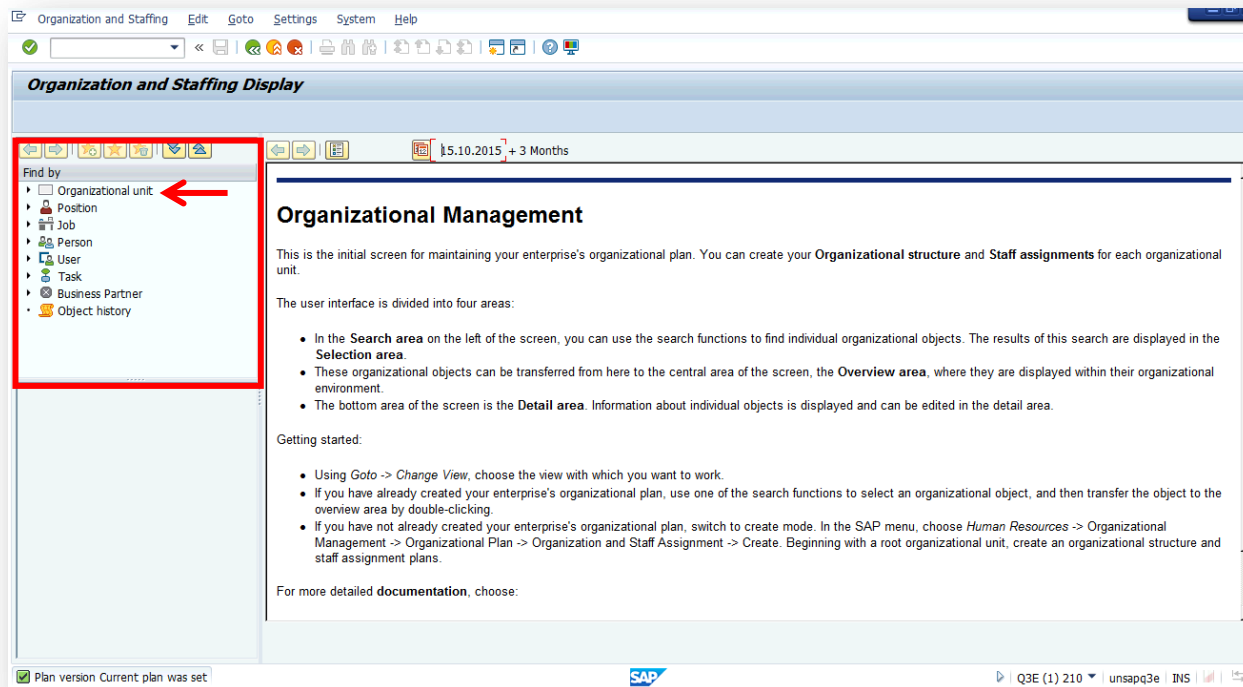 Organization and Staffing Edit Goto Settings System Help
Organization and Staffing Display
15.10.2015 + 3 Months
Find by
Organizational unit
Position
Job
Person
User
Task
Business Partner
Object history
Organizational Management
This is the initial screen for maintaining your enterprise's organizational plan. You can create your Organizational structure and Staff assignments for each organizational
unit.
The user interface is divided into four areas:
• In the Search area on the left of the screen, you can use the search functions to find individual organizational objects. The results of this search are displayed in the
Selection area.
• These organizational objects can be transferred from here to the central area of the screen, the Overview area, where they are displayed within their organizational
environment.
• The bottom area of the screen is the Detail area. Information about individual objects is displayed and can be edited in the detail area.
Getting started:
• Using Goto -> Change View, choose the view with which you want to work.
• If you have already created your enterprise's organizational plan, use one of the search functions to select an organizational object, and then transfer the object to the
overview area by double-clicking.
• If you have not already created your enterprise's organizational plan, switch to create mode. In the SAP menu, choose Human Resources -> Organizational
Management -> Organizational Plan -> Organization and Staff Assignment -> Create. Beginning with a root organizational unit, create an organizational structure and
staff assignment plans.
For more detailed documentation, choose:
Plan version Current plan was set
SAP
Q3E (1) 210 unsapq3e INS